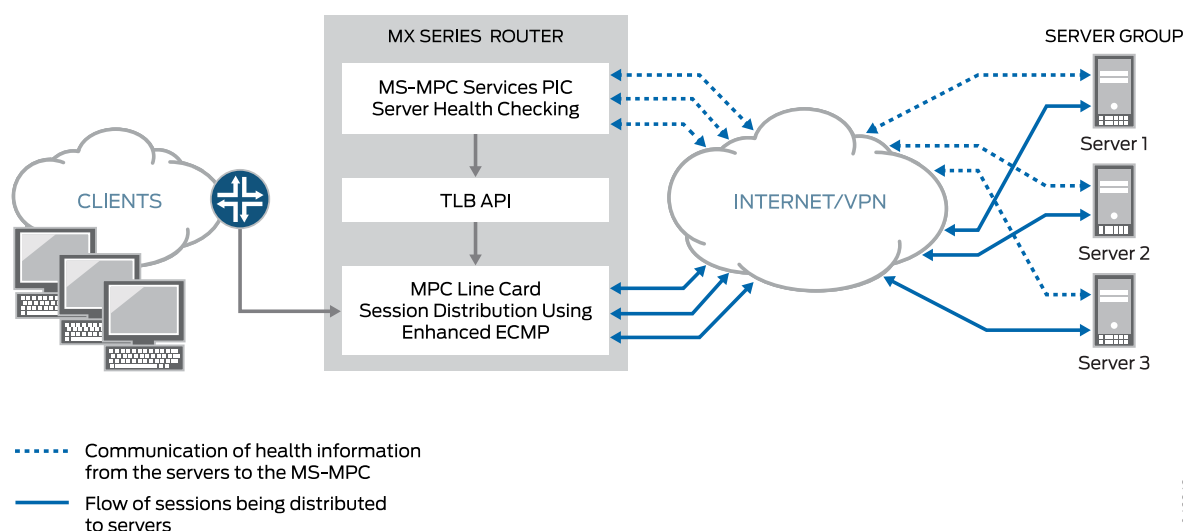 MX SERIES ROUTER
SERVER GROUP
MS-MPC Services PIC
Server Health Checking
Server 1
CLIENTS
TLB API
INTERNET/VPN
Server 2
MPC Line Card
Session Distribution Using
Enhanced ECMP
Server 3
Communication of health information
from the servers to the MS-MPC
Flow of sessions being distributed
to servers